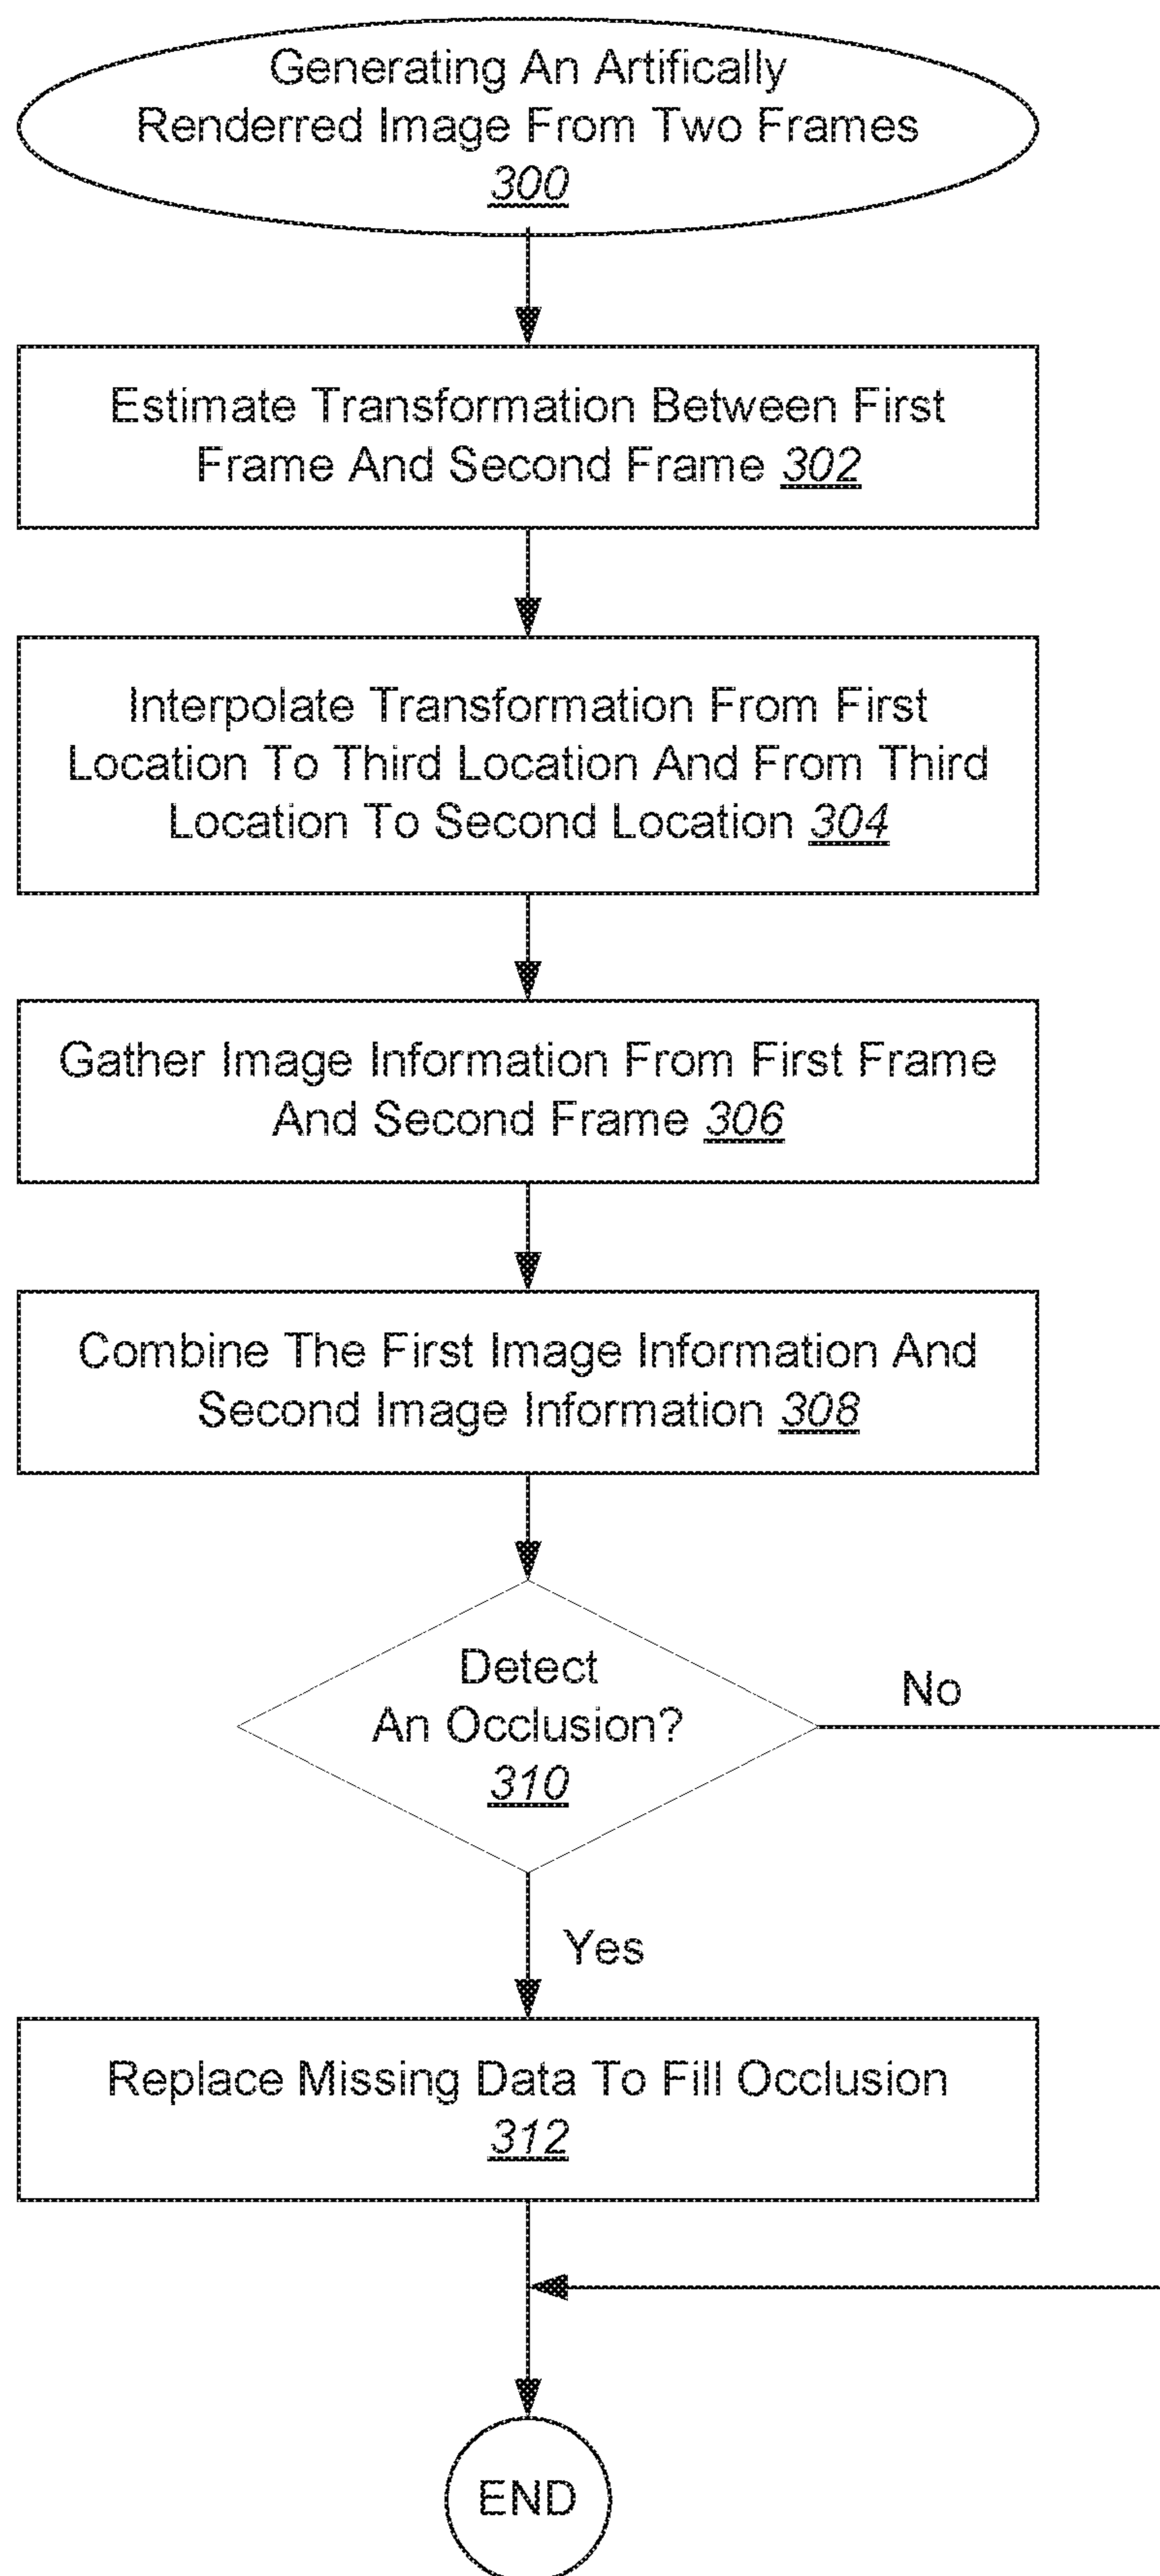 Generating An Artifically
Renderred Image From Two Frames
300
Estimate Transformation Between First
Frame And Second Frame 302
Interpolate Transformation From First
Location To Third Location And From Third
Location To Second Location 304
Gather Image Information From First Frame
And Second Frame 306
Combine The First Image Information And
Second Image Information 308
Detect
An Occlusion?
310
No
Yes
Replace Missing Data To Fill Occlusion
312
END